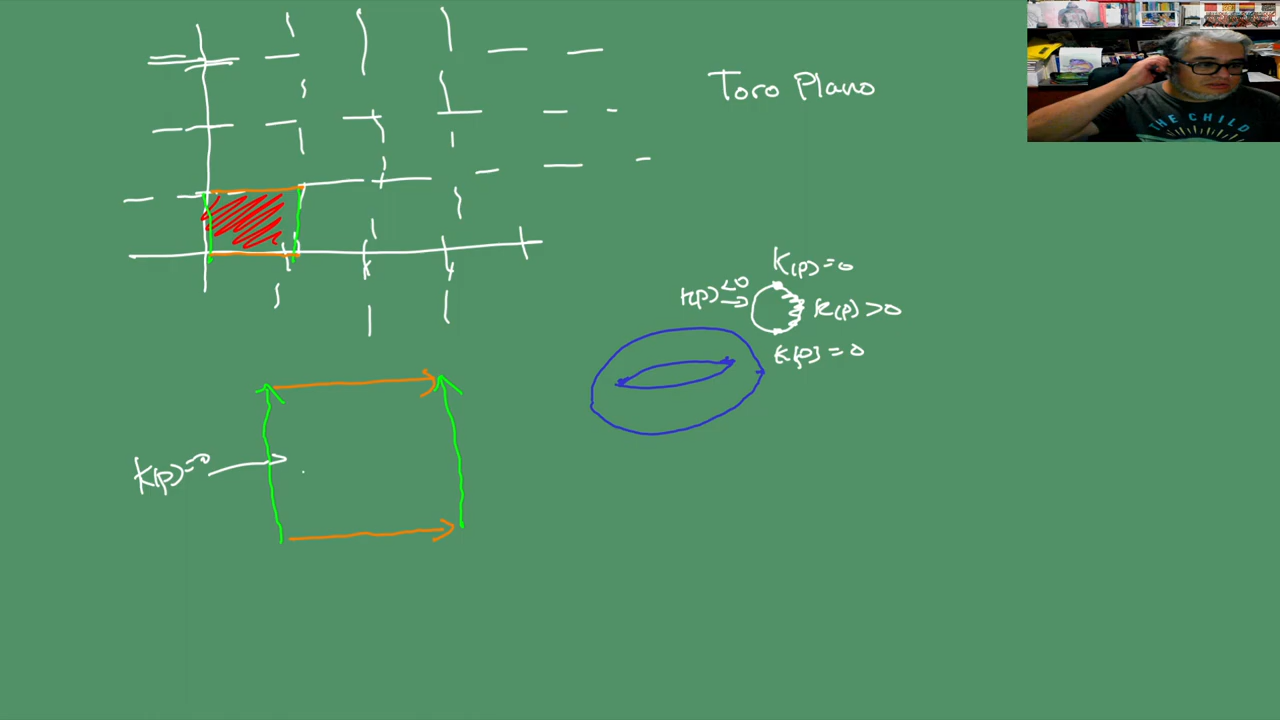 Toro Plano
THE CHILD
K(p)=0
K(p)<0
K(p)>0
K(p)=0
K(p)=0